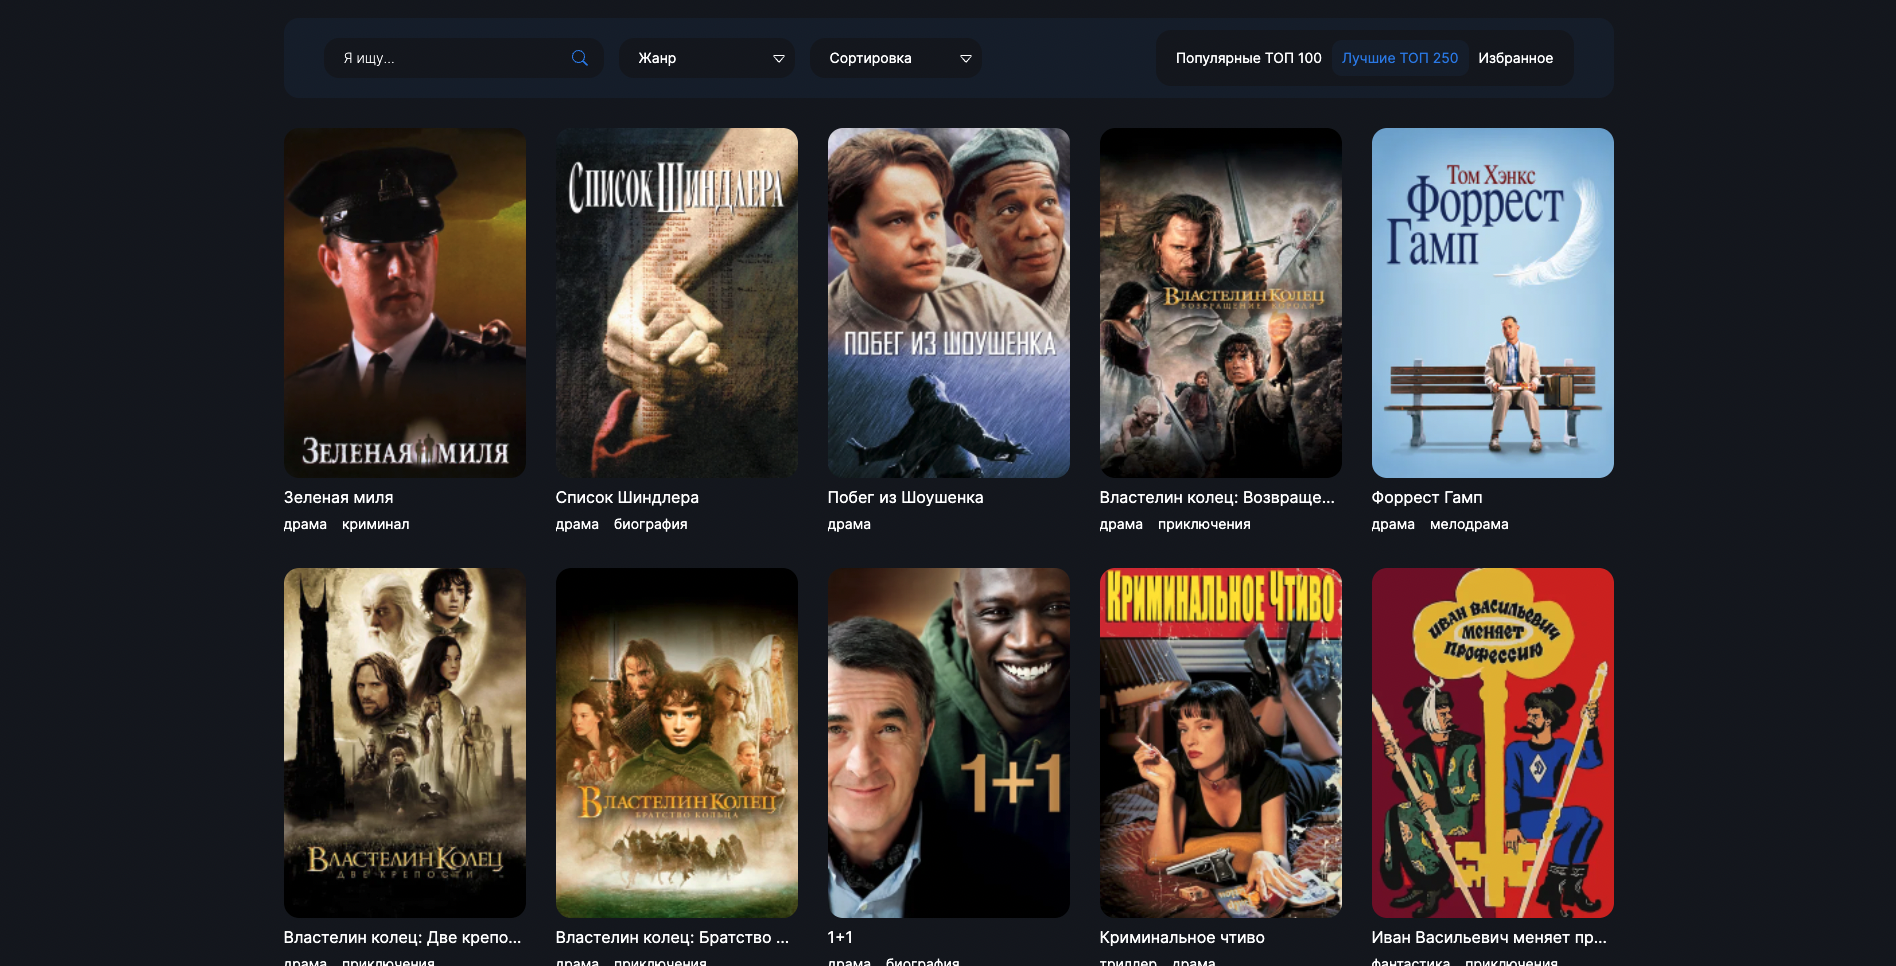 Я ищу...
Жанр
Сортировка
Популярные ТОП 100
Лучшие ТОП 250
Избранное
ЗЕЛЕНАЯ МИЛЯ
СПИСОК ШИНДЛЕРА
ПОБЕГ ИЗ ШОУШЕНКА
ВЛАСТЕЛИН КОЛЕЦ
ВОЗВРАЩЕНИЕ КОРОЛЯ
Том Хэнкс
Форрест
Гамп
Зеленая миля
Список Шиндлера
Побег из Шоушенка
Властелин колец: Возвраще...
Форрест Гамп
драма криминал
драма биография
драма
драма приключения
драма мелодрама
ВЛАСТЕЛИН КОЛЕЦ
ДВЕ КРЕПОСТИ
ВЛАСТЕЛИН КОЛЕЦ
БРАТСТВО КОЛЬЦА
1+1
КРИМИНАЛЬНОЕ ЧТИВО
ИВАН ВАСИЛЬЕВИЧ
МЕНЯЕТ
ПРОФЕССИЮ
Властелин колец: Две крепо...
Властелин колец: Братство ...
1+1
Криминальное чтиво
Иван Васильевич меняет пр...
драма приключения
драма приключения
драма биография
триллер драма
фантастика приключения